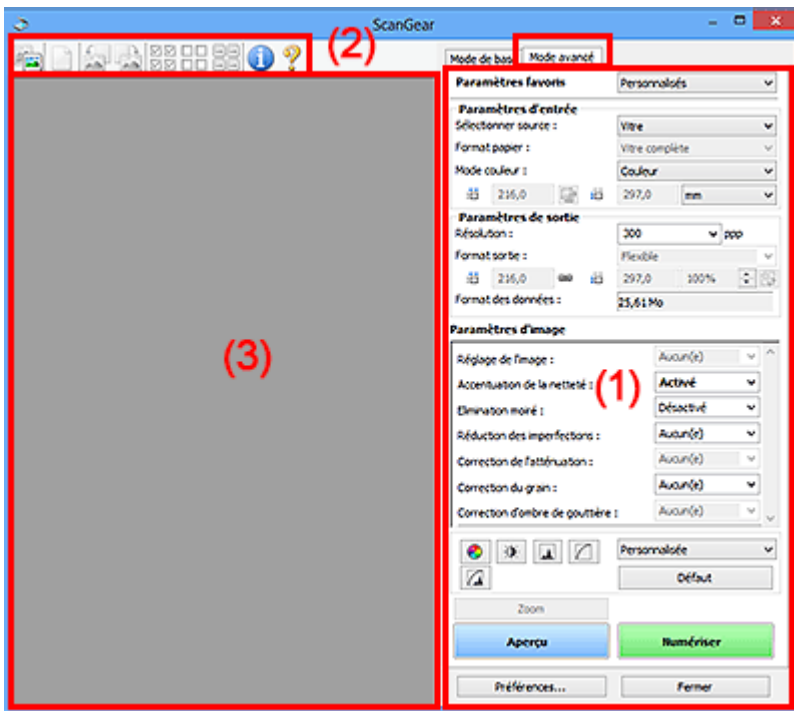 ScanGear
(2)
Mode de base Mode avancé
Paramètres favoris Personnalisés
Paramètres d'entrée
Sélectionner source : Vitre
Format papier : Vitre complète
Mode couleur : Couleur
216,0 297,0 mm
Paramètres de sortie
Résolution : 300 ppp
Format sortie : Flexible
216,0 297,0 100%
Format des données : 25,61 Mo
Paramètres d'image
(3)
Réglage de l'image : Aucun(e)
Accentuation de la netteté : Activé
(1)
Elimination moiré : Désactivé
Réduction des imperfections : Aucun(e)
Correction de l'atténuation : Aucun(e)
Correction du grain : Aucun(e)
Correction d'ombre de gouttière : Aucun(e)
Personnalisée
Défaut
Zoom
Aperçu Numériser
Préférences... Fermer